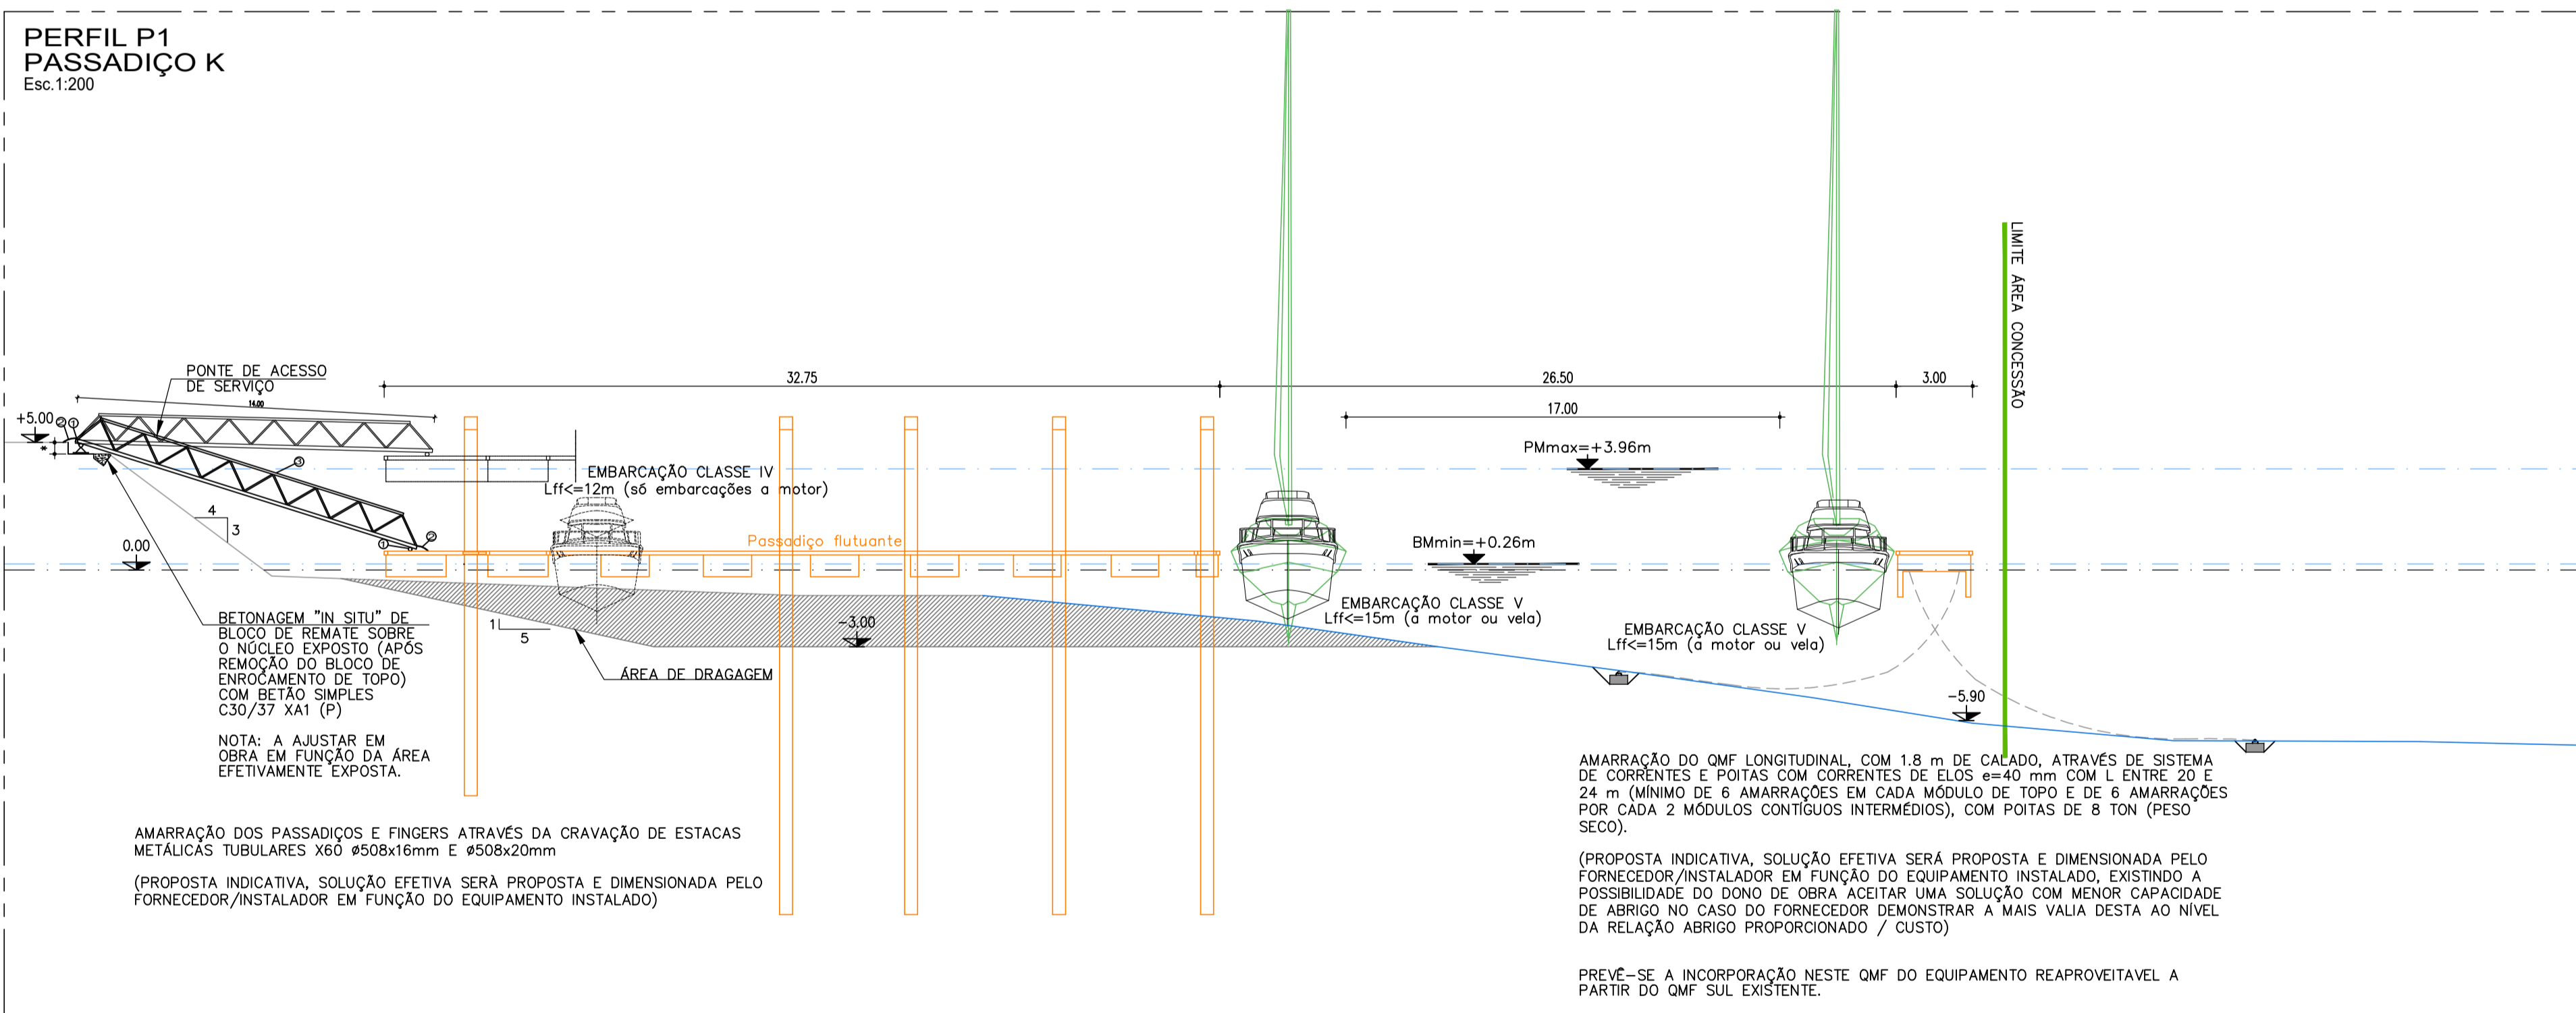 PERFIL P1
PASSADIÇO K
Esc.1:200
PONTE DE ACESSO
DE SERVIÇO
14.00
+5.00
2
1
*
3
4
3
0.00
1
2
32.75
26.50
3.00
17.00
LIMITE ÁREA CONCESSÃO
PMmax=+3.96m
EMBARCAÇÃO CLASSE IV
Lff<=12m (só embarcações a motor)
Passadiço flutuante
BMmin=+0.26m
EMBARCAÇÃO CLASSE V
Lff<=15m (a motor ou vela)
EMBARCAÇÃO CLASSE V
Lff<=15m (a motor ou vela)
1
5
-3.00
-5.90
ÁREA DE DRAGAGEM
BETONAGEM "IN SITU" DE
BLOCO DE REMATE SOBRE
O NÚCLEO EXPOSTO (APÓS
REMOÇÃO DO BLOCO DE
ENROCAMENTO DE TOPO)
COM BETÃO SIMPLES
C30/37 XA1 (P)
NOTA: A AJUSTAR EM
OBRA EM FUNÇÃO DA ÁREA
EFETIVAMENTE EXPOSTA.
AMARRAÇÃO DOS PASSADIÇOS E FINGERS ATRAVÉS DA CRAVAÇÃO DE ESTACAS
METÁLICAS TUBULARES X60 Ø508x16mm E Ø508x20mm
(PROPOSTA INDICATIVA, SOLUÇÃO EFETIVA SERÀ PROPOSTA E DIMENSIONADA PELO
FORNECEDOR/INSTALADOR EM FUNÇÃO DO EQUIPAMENTO INSTALADO)
AMARRAÇÃO DO QMF LONGITUDINAL, COM 1.8 m DE CALADO, ATRAVÉS DE SISTEMA
DE CORRENTES E POITAS COM CORRENTES DE ELOS e=40 mm COM L ENTRE 20 E
24 m (MÍNIMO DE 6 AMARRAÇÕES EM CADA MÓDULO DE TOPO E DE 6 AMARRAÇÕES
POR CADA 2 MÓDULOS CONTÍGUOS INTERMÉDIOS), COM POITAS DE 8 TON (PESO
SECO).
(PROPOSTA INDICATIVA, SOLUÇÃO EFETIVA SERÁ PROPOSTA E DIMENSIONADA PELO
FORNECEDOR/INSTALADOR EM FUNÇÃO DO EQUIPAMENTO INSTALADO, EXISTINDO A
POSSIBILIDADE DO DONO DE OBRA ACEITAR UMA SOLUÇÃO COM MENOR CAPACIDADE
DE ABRIGO NO CASO DO FORNECEDOR DEMONSTRAR A MAIS VALIA DESTA AO NÍVEL
DA RELAÇÃO ABRIGO PROPORCIONADO / CUSTO)
PREVÊ-SE A INCORPORAÇÃO NESTE QMF DO EQUIPAMENTO REAPROVEITAVEL A
PARTIR DO QMF SUL EXISTENTE.